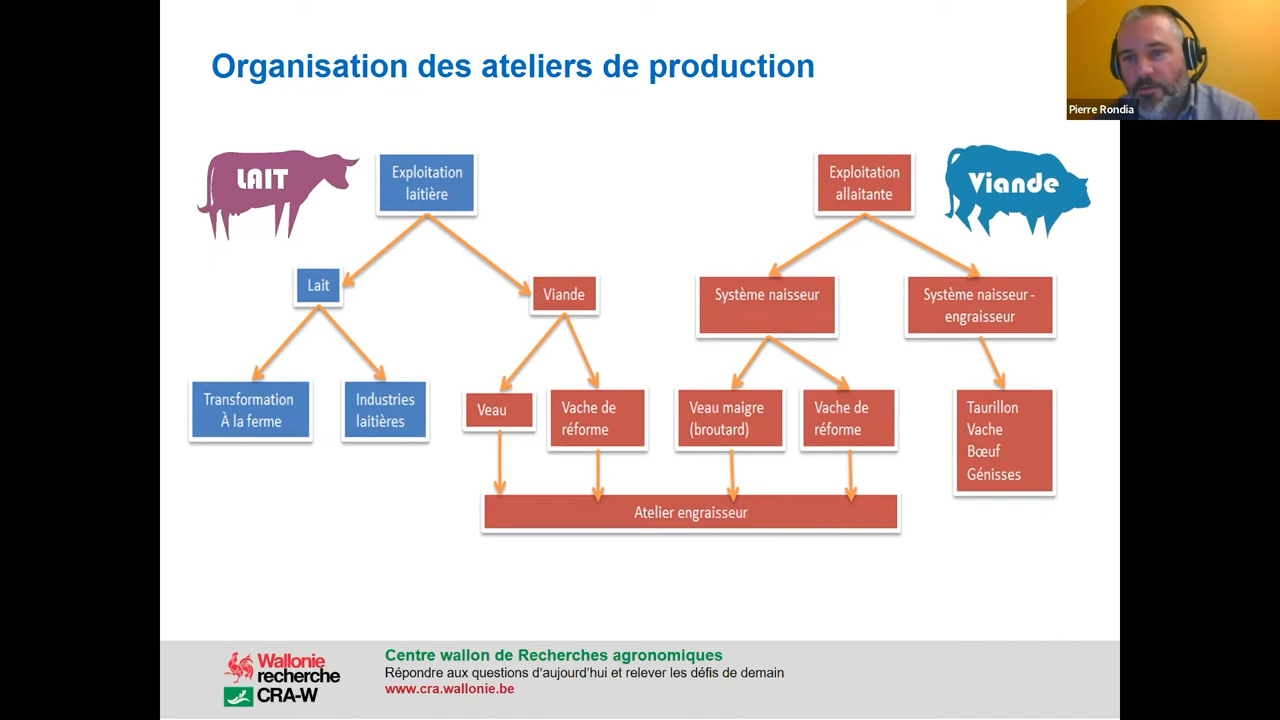 Organisation des ateliers de production
Pierre Rondia
LAIT
Exploitation
laitière
Exploitation
allaitante
Viande
Lait
Viande
Système naisseur
Système naisseur -
engraisseur
Transformation
À la ferme
Industries
laitières
Veau
Vache de
réforme
Veau maigre
(broutard)
Vache de
réforme
Taurillon
Vache
Bœuf
Génisses
Atelier engraisseur
Wallonie
recherche
CRA-W
Centre wallon de Recherches agronomiques
Répondre aux questions d'aujourd'hui et relever les défis de demain
www.cra.wallonie.be